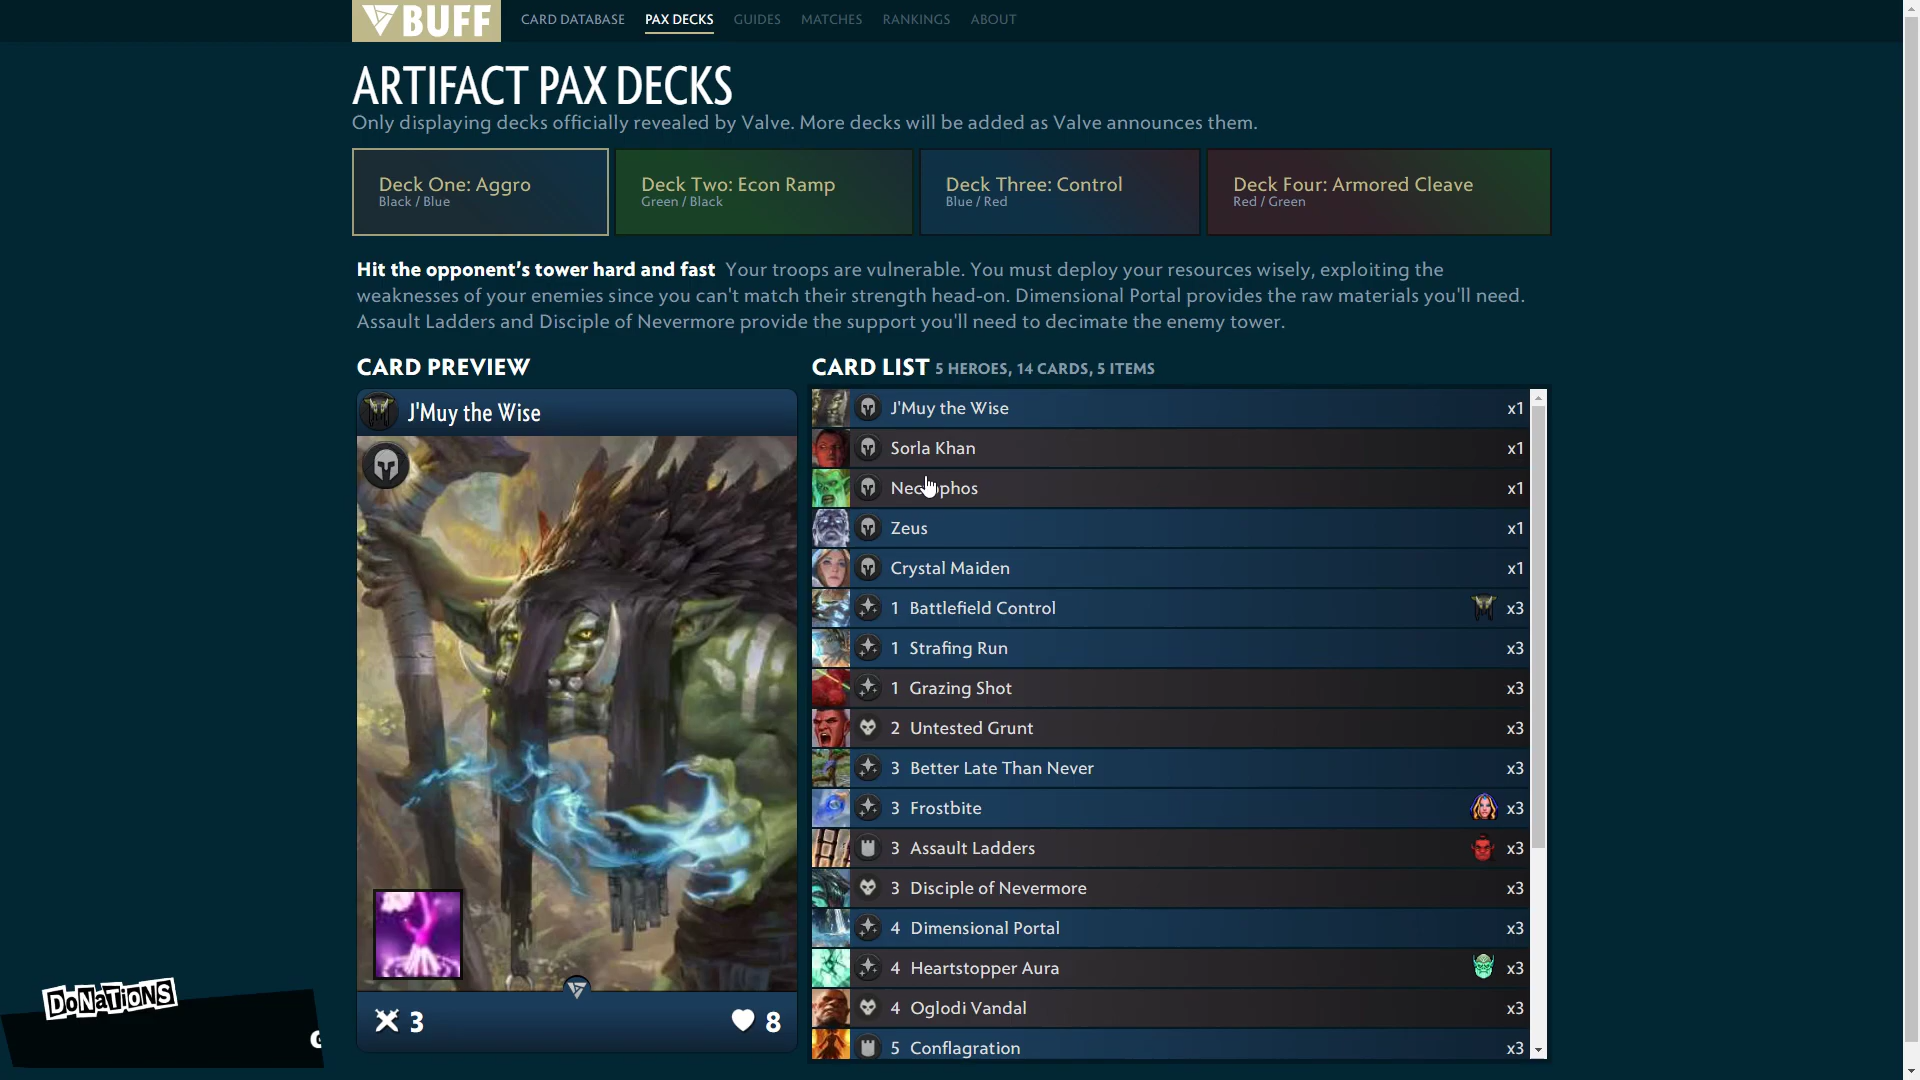 BUFF
CARD DATABASE
PAX DECKS
GUIDES
MATCHES
RANKINGS
ABOUT
ARTIFACT PAX DECKS
Only displaying decks officially revealed by Valve. More decks will be added as Valve announces them.
Deck One: Aggro
Black / Blue
Deck Two: Econ Ramp
Green / Black
Deck Three: Control
Blue / Red
Deck Four: Armored Cleave
Red / Green
Hit the opponent's tower hard and fast Your troops are vulnerable. You must deploy your resources wisely, exploiting the
weaknesses of your enemies since you can't match their strength head-on. Dimensional Portal provides the raw materials you'll need.
Assault Ladders and Disciple of Nevermore provide the support you'll need to decimate the enemy tower.
CARD PREVIEW
J'Muy the Wise
3
8
CARD LIST 5 HEROES, 14 CARDS, 5 ITEMS
J'Muy the Wise x1
Sorla Khan x1
Necrophos x1
Zeus x1
Crystal Maiden x1
1 Battlefield Control x3
1 Strafing Run x3
1 Grazing Shot x3
2 Untested Grunt x3
3 Better Late Than Never x3
3 Frostbite x3
3 Assault Ladders x3
3 Disciple of Nevermore x3
4 Dimensional Portal x3
4 Heartstopper Aura x3
4 Oglodi Vandal x3
5 Conflagration x3
DONATIONS